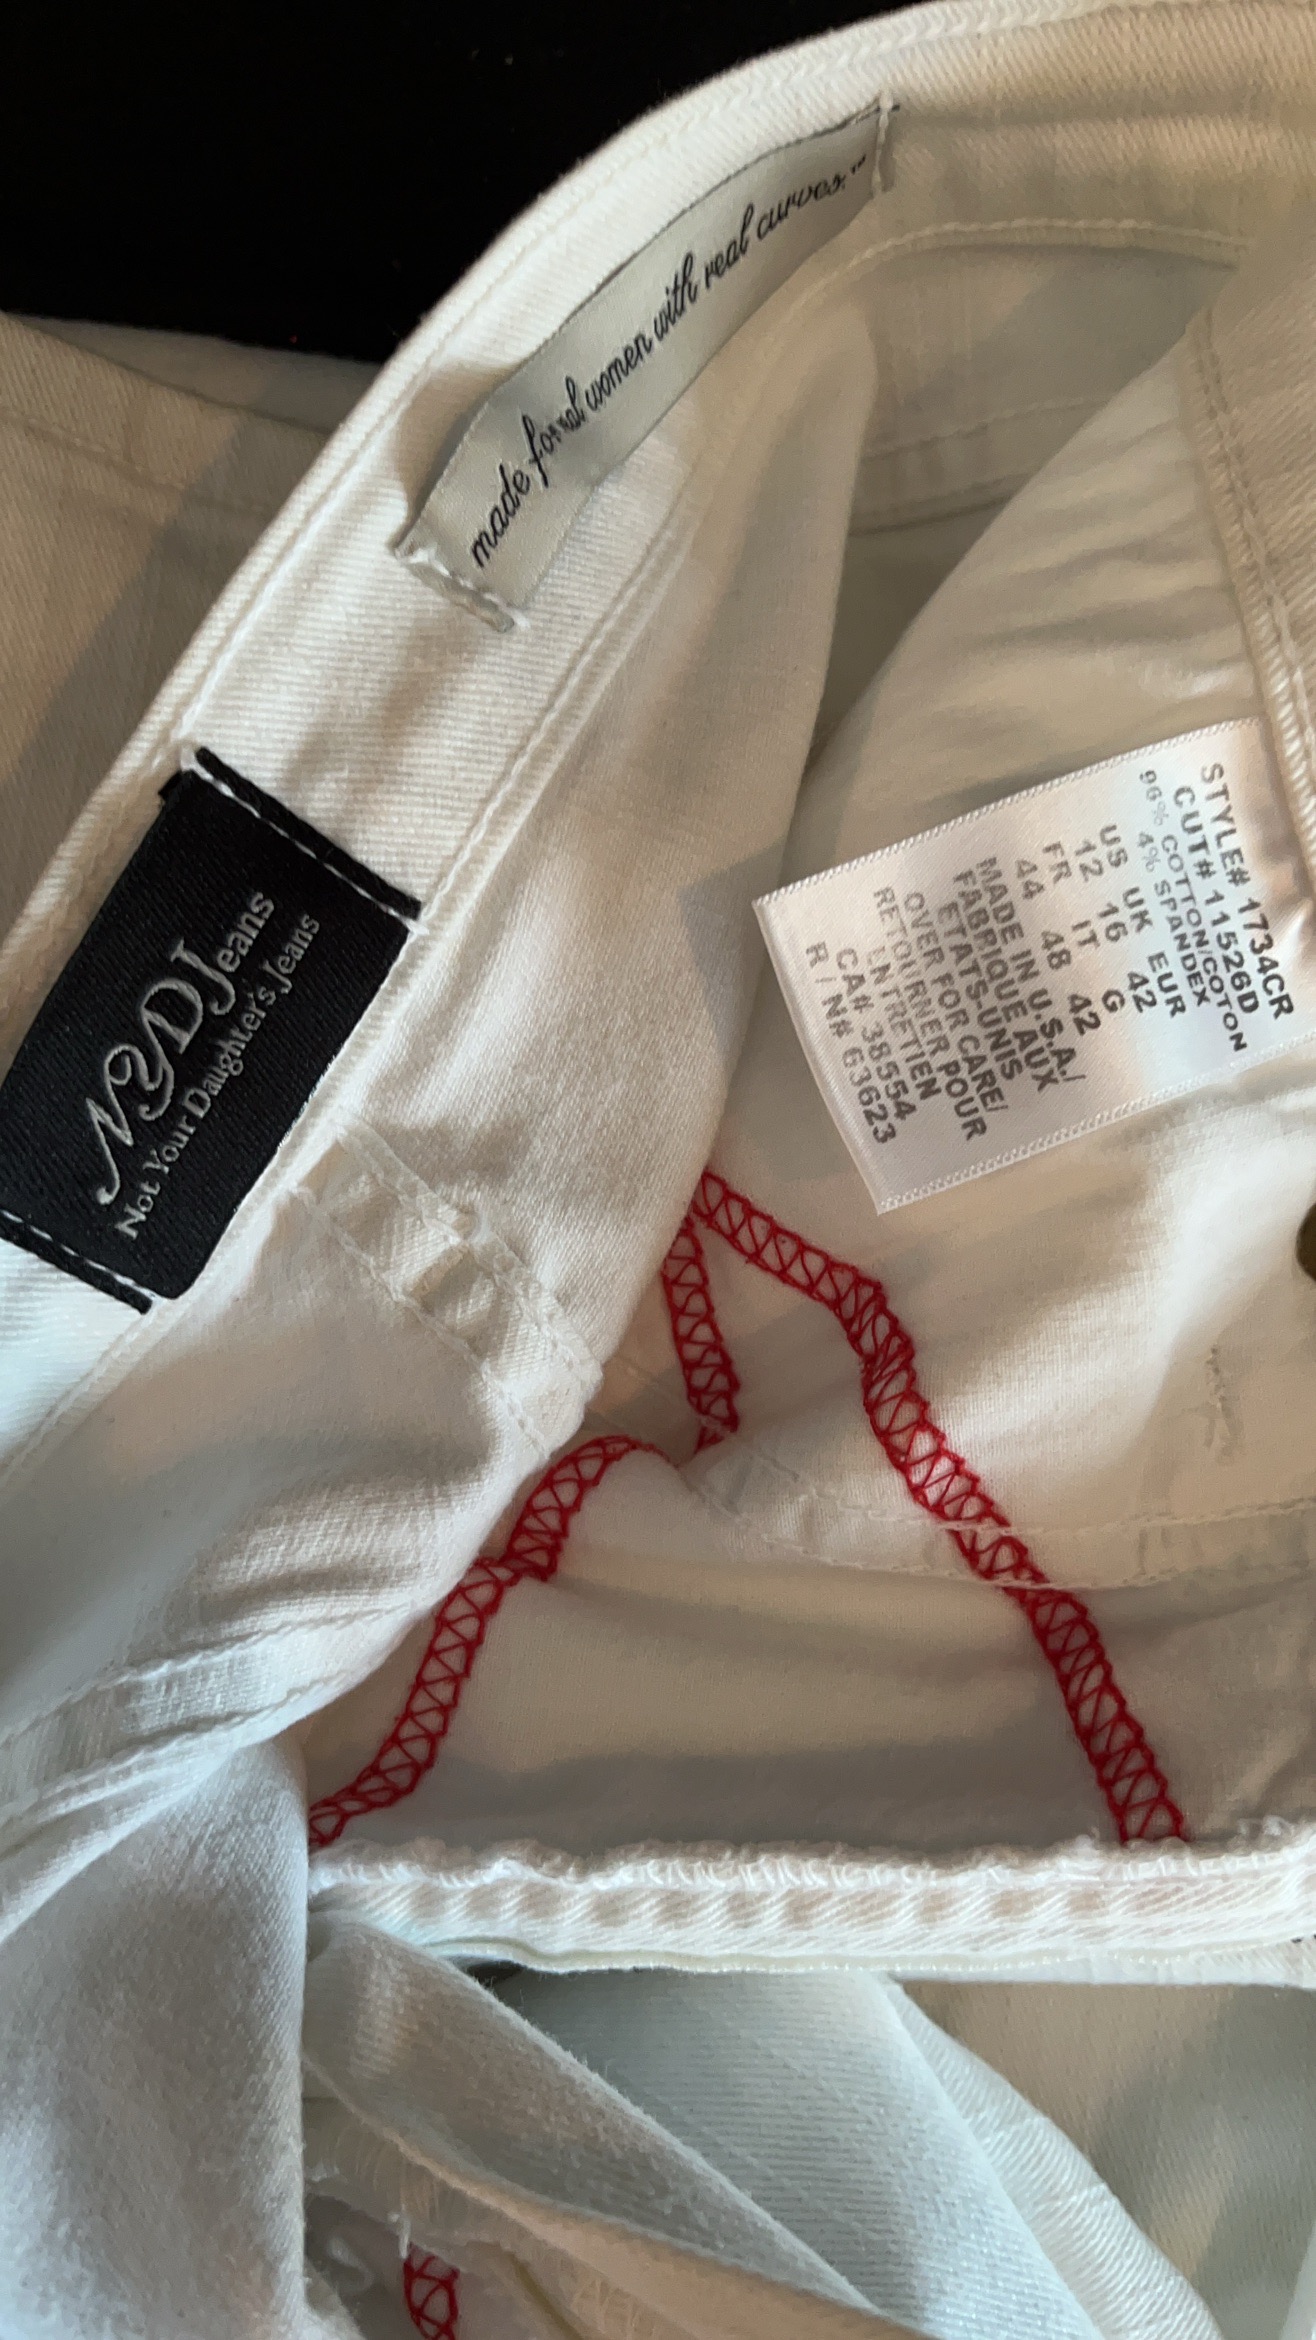 made for real women with real curves.™
NYDJeans
Not Your Daughter's Jeans
STYLE# 1734CR
CUT# 11526D
96% COTTON/COTON
4% SPANDEX
US UK EUR
12 16 42
FR IT G
44 48 42
MADE IN U.S.A./
FABRIQUE AUX
ETATS-UNIS
OVER FOR CARE/
RETOURNER POUR
ENTRETIEN
CA# 38554
R / N# 63623